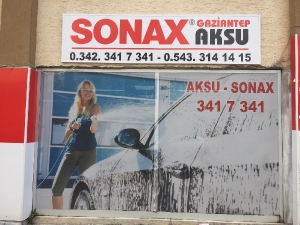 SONAX® GAZİANTEP
AKSU
0.342. 341 7 341 - 0.543. 314 14 15
AKSU - SONAX
341 7 341